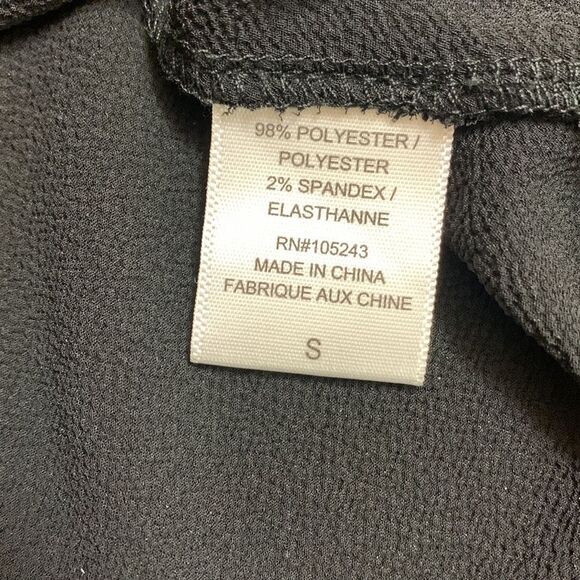 98% POLYESTER /
POLYESTER
2% SPANDEX /
ELASTHANNE
RN#105243
MADE IN CHINA
FABRIQUE AUX CHINE
S